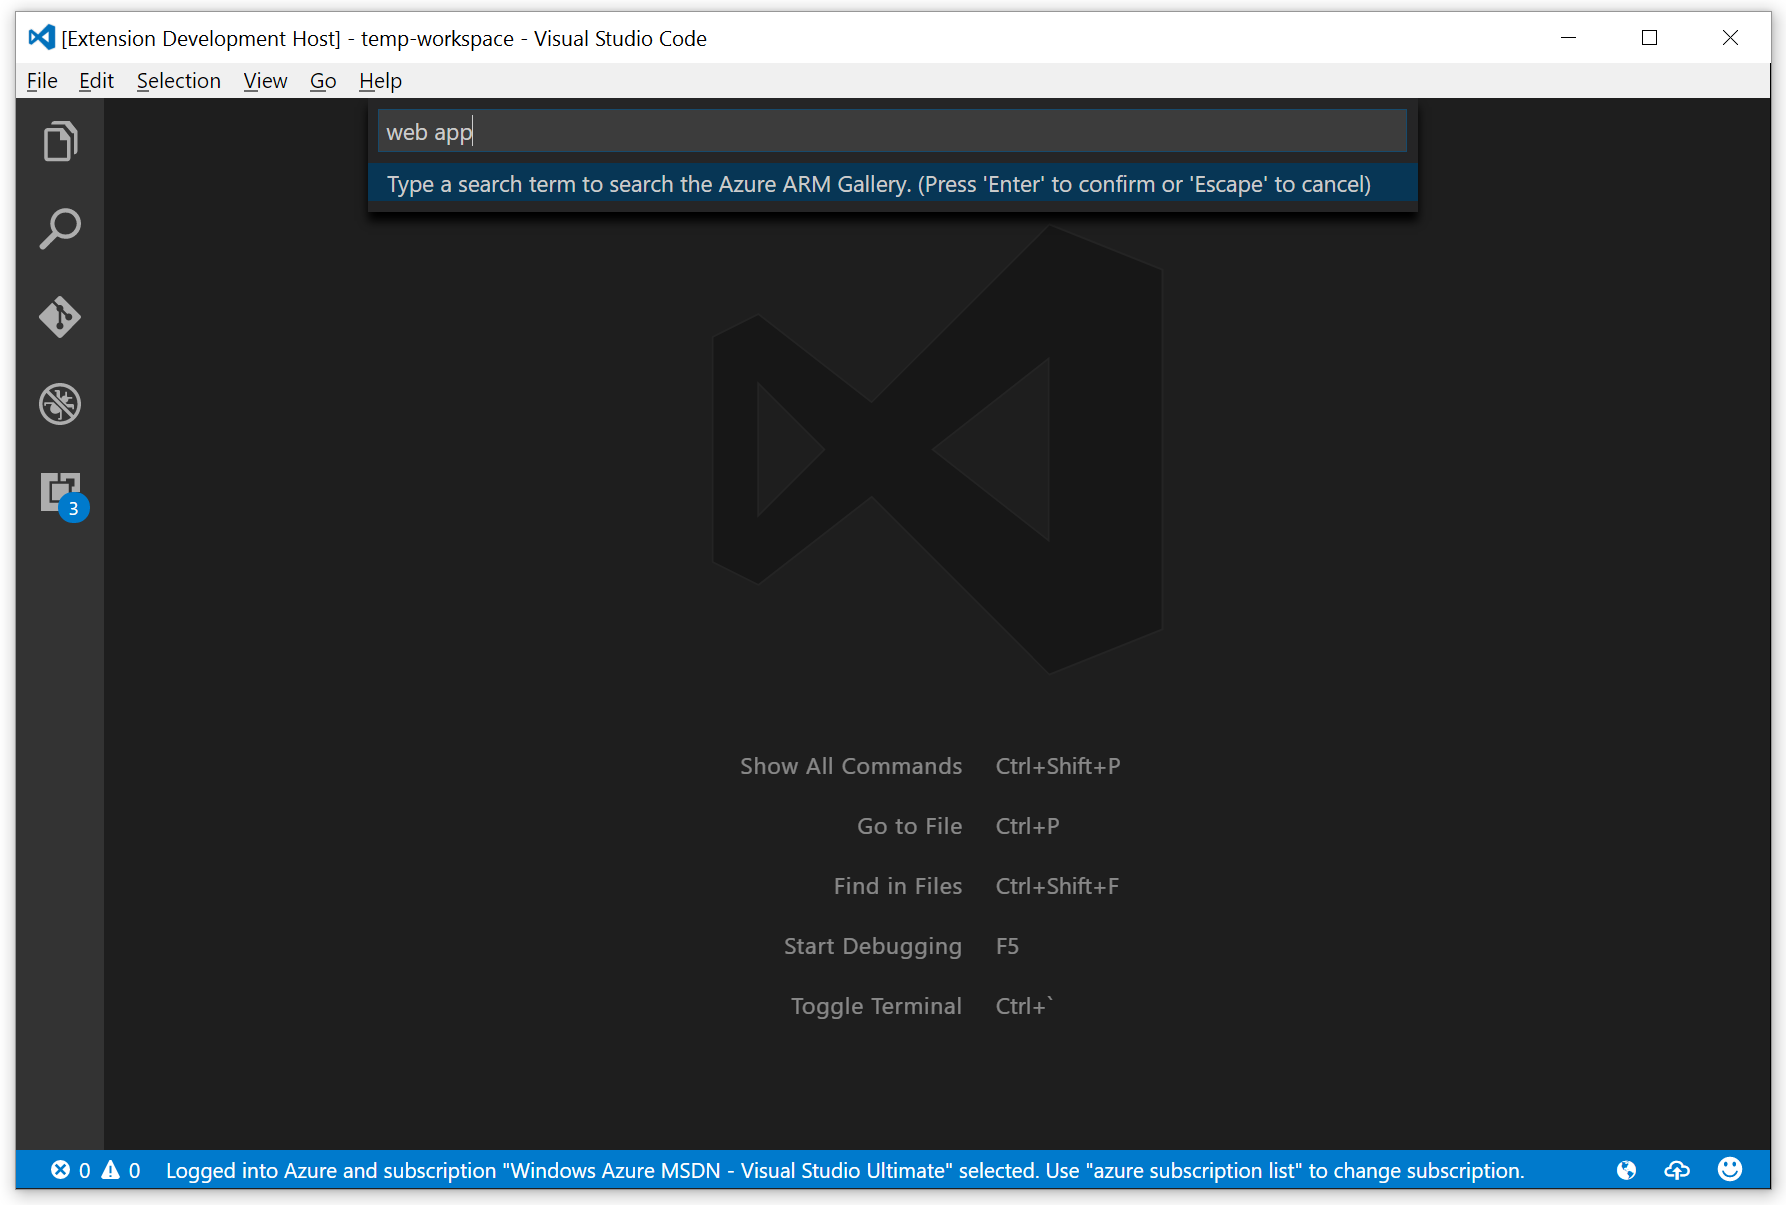 [Extension Development Host] - temp-workspace - Visual Studio Code
File Edit Selection View Go Help
web app
Type a search term to search the Azure ARM Gallery. (Press 'Enter' to confirm or 'Escape' to cancel)
3
Show All Commands Ctrl+Shift+P
Go to File Ctrl+P
Find in Files Ctrl+Shift+F
Start Debugging F5
Toggle Terminal Ctrl+`
0 0 Logged into Azure and subscription "Windows Azure MSDN - Visual Studio Ultimate" selected. Use "azure subscription list" to change subscription.